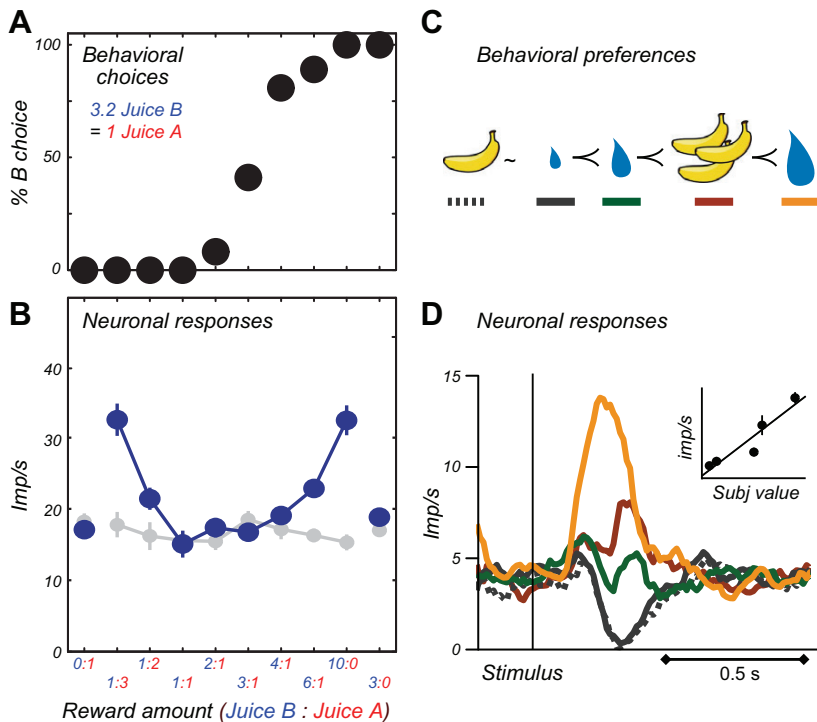 A
100
50
0
% B choice
Behavioral
choices
3.2 Juice B
= 1 Juice A
B
Neuronal responses
40
30
20
10
0
Imp/s
0:1 1:2 2:1 4:1 10:0
1:3 1:1 3:1 6:1 3:0
Reward amount (Juice B : Juice A)
C
Behavioral preferences
~
D
Neuronal responses
15
10
5
0
Imp/s
Stimulus
0.5 s
imp/s
Subj value